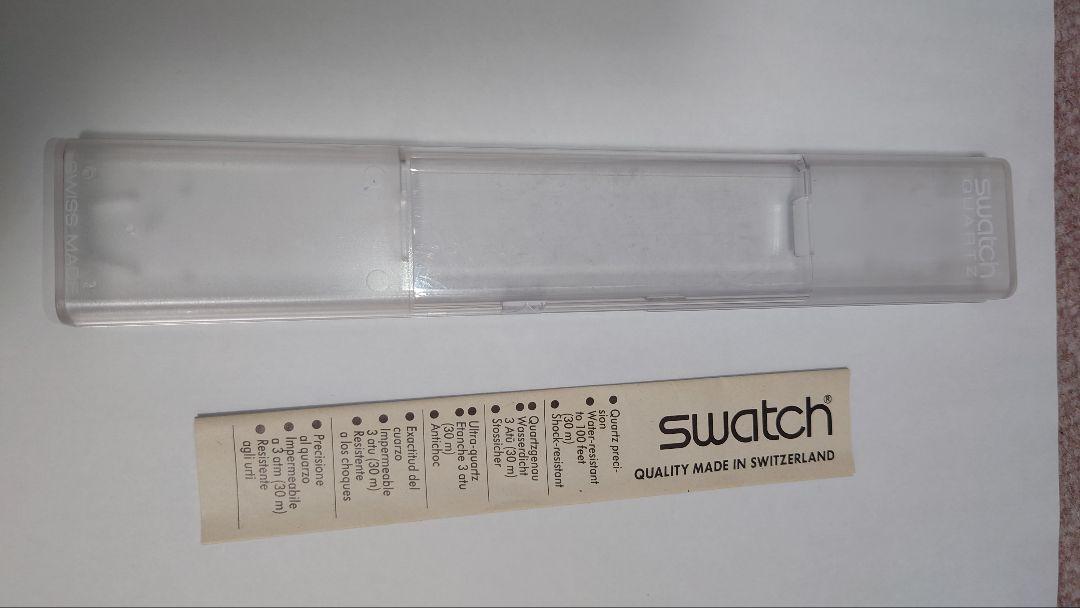 SWISS MADE
swatch
QUARTZ
swatch®
QUALITY MADE IN SWITZERLAND
● Quartz preci-
sion
● Water-resistant
to 100 feet
(30 m)
● Shock-resistant
● Quartzgenau
● Wasserdicht
3 Atü (30 m)
● Stossicher
● Ultra-quartz
● Etanche 3 atu
(30 m)
● Antichoc
● Exactitud del
cuarzo
● Impermeable
3 atu (30 m)
● Resistente
a los choques
● Precisione
al quarzo
● Impermeabile
a 3 atm (30 m)
● Resistente
agli urri